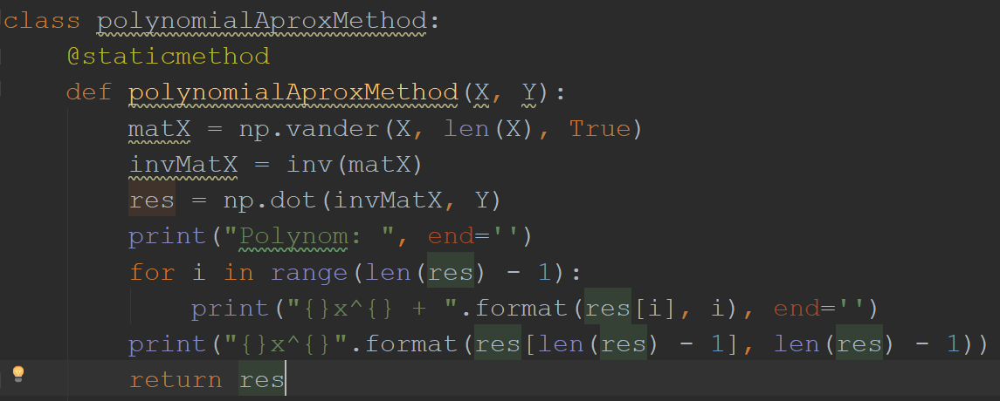 class polynomialAproxMethod:
    @staticmethod
    def polynomialAproxMethod(X, Y):
        matX = np.vander(X, len(X), True)
        invMatX = inv(matX)
        res = np.dot(invMatX, Y)
        print("Polynom: ", end='')
        for i in range(len(res) - 1):
            print("{}x^{} + ".format(res[i], i), end='')
        print("{}x^{}".format(res[len(res) - 1], len(res) - 1))
        return res